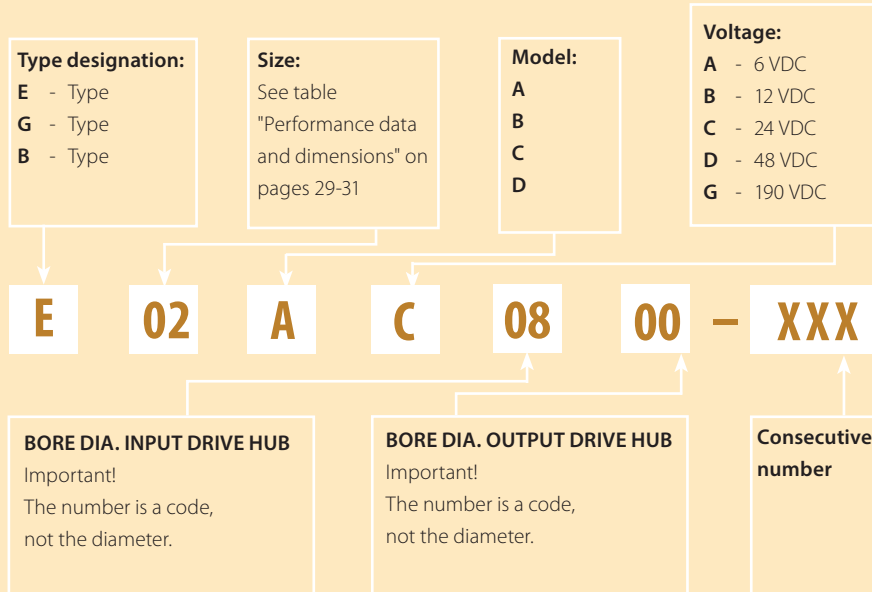 Type designation:
E - Type
G - Type
B - Type
Size:
See table
"Performance data
and dimensions" on
pages 29-31
Model:
A
B
C
D
Voltage:
A - 6 VDC
B - 12 VDC
C - 24 VDC
D - 48 VDC
G - 190 VDC
E 02 A C 08 00 – XXX
BORE DIA. INPUT DRIVE HUB
Important!
The number is a code,
not the diameter.
BORE DIA. OUTPUT DRIVE HUB
Important!
The number is a code,
not the diameter.
Consecutive
number